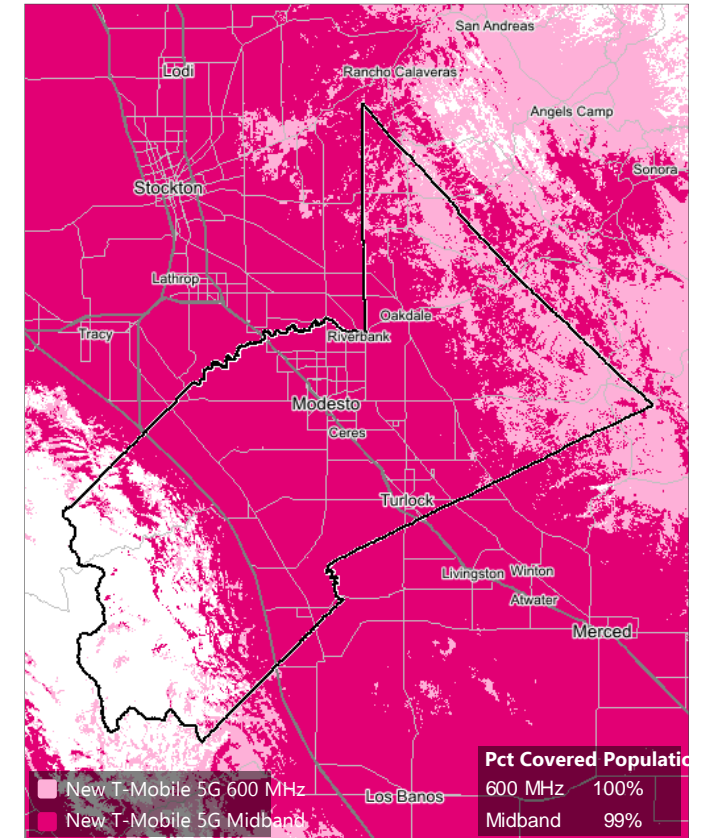 San Andreas
Lodi
Rancho Calaveras
Angels Camp
Sonora
Stockton
Lathrop
Oakdale
Tracy
Riverbank
Modesto
Ceres
Turlock
Livingston
Winton
Atwater
Merced
Pct Covered Populatio
600 MHz 100%
New T-Mobile 5G 600 MHz
Los Banos
New T-Mobile 5G Midband
Midband 99%